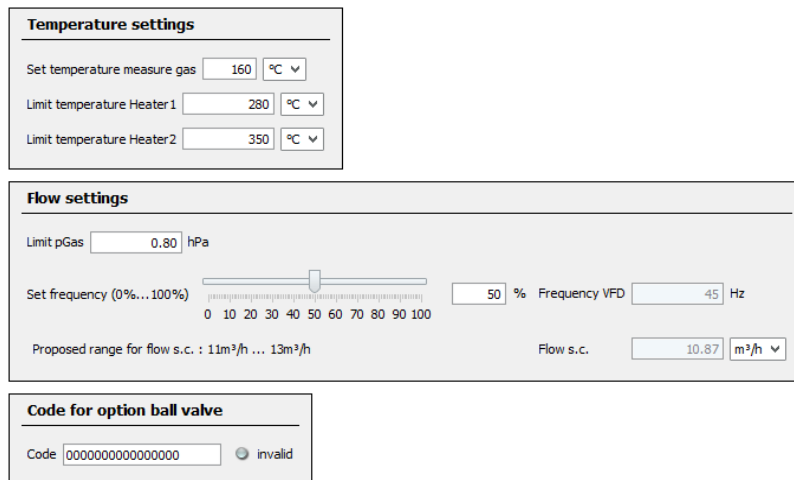 Temperature settings
Set temperature measure gas 160 °C
Limit temperature Heater1 280 °C
Limit temperature Heater2 350 °C
Flow settings
Limit pGas 0.80 hPa
Set frequency (0%...100%) 50 % Frequency VFD 45 Hz
0 10 20 30 40 50 60 70 80 90 100
Proposed range for flow s.c. : 11m³/h ... 13m³/h Flow s.c. 10.87 m³/h
Code for option ball valve
Code 0000000000000000 invalid